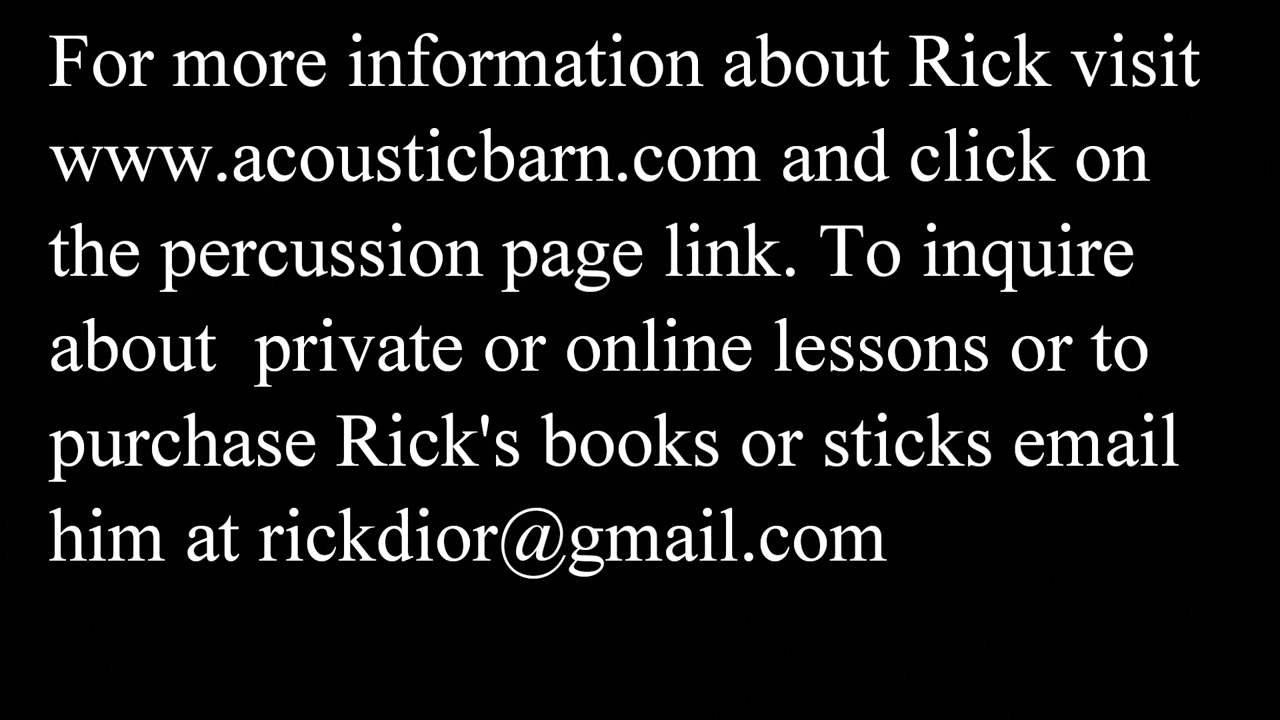 For more information about Rick visit
www.acousticbarn.com and click on
the percussion page link. To inquire
about  private or online lessons or to
purchase Rick's books or sticks email
him at rickdior@gmail.com